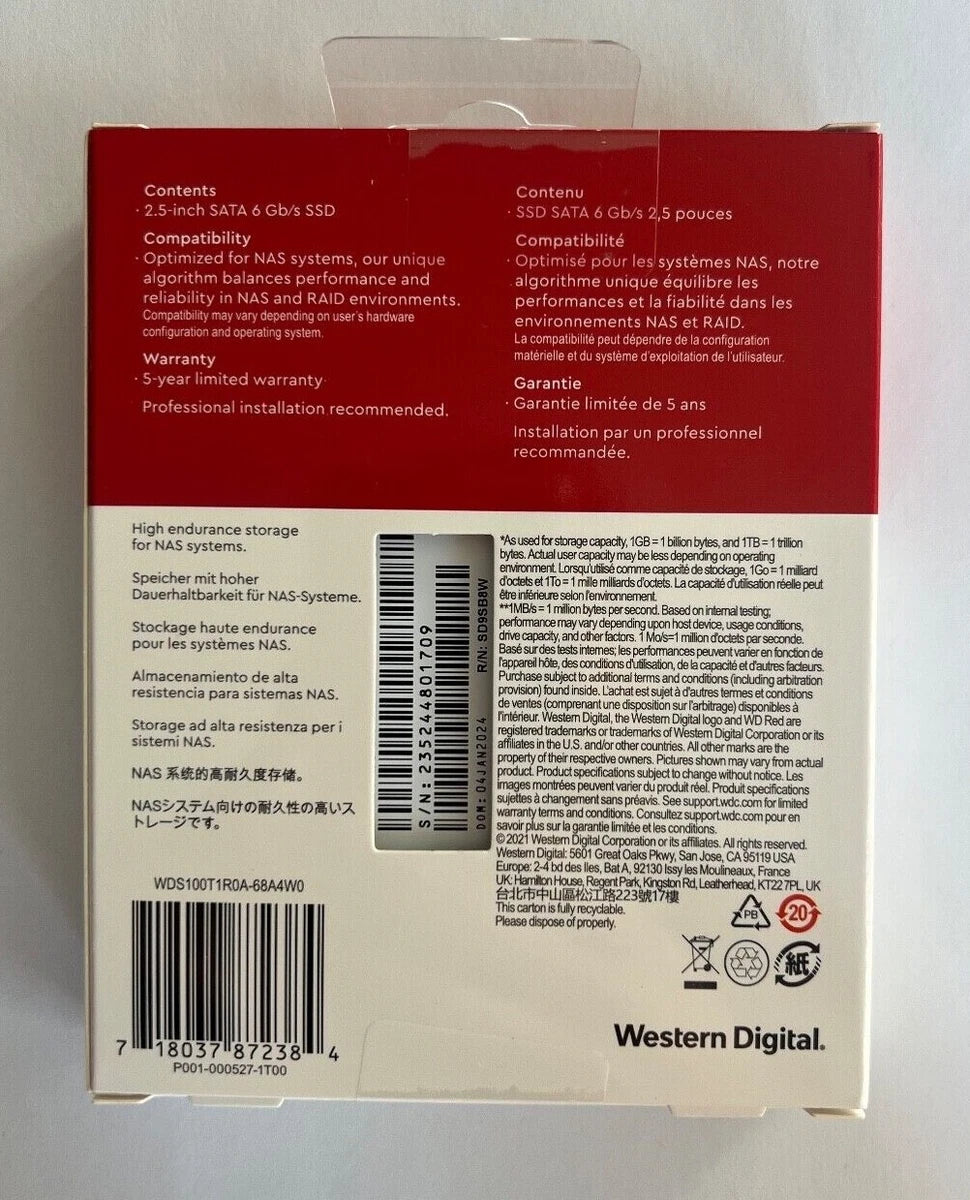 Contents
· 2.5-inch SATA 6 Gb/s SSD
Compatibility
· Optimized for NAS systems, our unique
algorithm balances performance and
reliability in NAS and RAID environments.
Compatibility may vary depending on user's hardware
configuration and operating system.
Warranty
· 5-year limited warranty
Professional installation recommended.
Contenu
· SSD SATA 6 Gb/s 2,5 pouces
Compatibilité
· Optimisé pour les systèmes NAS, notre
algorithme unique équilibre les
performances et la fiabilité dans les
environnements NAS et RAID.
La compatibilité peut dépendre de la configuration
matérielle et du système d'exploitation de l'utilisateur.
Garantie
· Garantie limitée de 5 ans
Installation par un professionnel
recommandée.
High endurance storage
for NAS systems.
Speicher mit hoher
Dauerhaltbarkeit für NAS-Systeme.
Stockage haute endurance
pour les systèmes NAS.
Almacenamiento de alta
resistencia para sistemas NAS.
Storage ad alta resistenza per i
sistemi NAS.
NAS 系统的高耐久度存储。
NASシステム向けの耐久性の高いス
トレージです。
WDS100T1R0A-68A4W0
7 18037 87238 4
P001-000527-1T00
S/N: 235244801709
R/N: SD9SB8W
DOM: 04JAN2024
*As used for storage capacity, 1GB = 1 billion bytes, and 1TB = 1 trillion
bytes. Actual user capacity may be less depending on operating
environment. Lorsqu'utilisé comme capacité de stockage, 1Go = 1 milliard
d'octets et 1To = 1 mille milliards d'octets. La capacité d'utilisation réelle peut
être inférieure selon l'environnement.
**1MB/s = 1 million bytes per second. Based on internal testing;
performance may vary depending upon host device, usage conditions,
drive capacity, and other factors. 1 Mo/s=1 million d'octets par seconde.
Basé sur des tests internes; les performances peuvent varier en fonction de
l'appareil hôte, des conditions d'utilisation, de la capacité et d'autres facteurs.
Purchase subject to additional terms and conditions (including arbitration
provision) found inside. L'achat est sujet à d'autres termes et conditions
de ventes (comprenant une disposition sur l'arbitrage) disponibles à
l'intérieur. Western Digital, the Western Digital logo and WD Red are
registered trademarks or trademarks of Western Digital Corporation or its
affiliates in the U.S. and/or other countries. All other marks are the
property of their respective owners. Pictures shown may vary from actual
product. Product specifications subject to change without notice. Les
images montrées peuvent varier du produit réel. Produit specifications
sujettes à changement sans préavis. See support.wdc.com for limited
warranty terms and conditions. Consultez support.wdc.com pour en
savoir plus sur la garantie limitée et les conditions.
© 2021 Western Digital Corporation or its affiliates. All rights reserved.
Western Digital: 5601 Great Oaks Pkwy, San Jose, CA 95119 USA
Europe: 2-4 bd des Iles, Bat A, 92130 Issy les Moulineaux, France
UK: Hamilton House, Regent Park, Kingston Rd, Leatherhead, KT22 7PL, UK
台北市中山區松江路223號17樓
This carton is fully recyclable.
Please dispose of properly.
PB
20
紙
Western Digital.